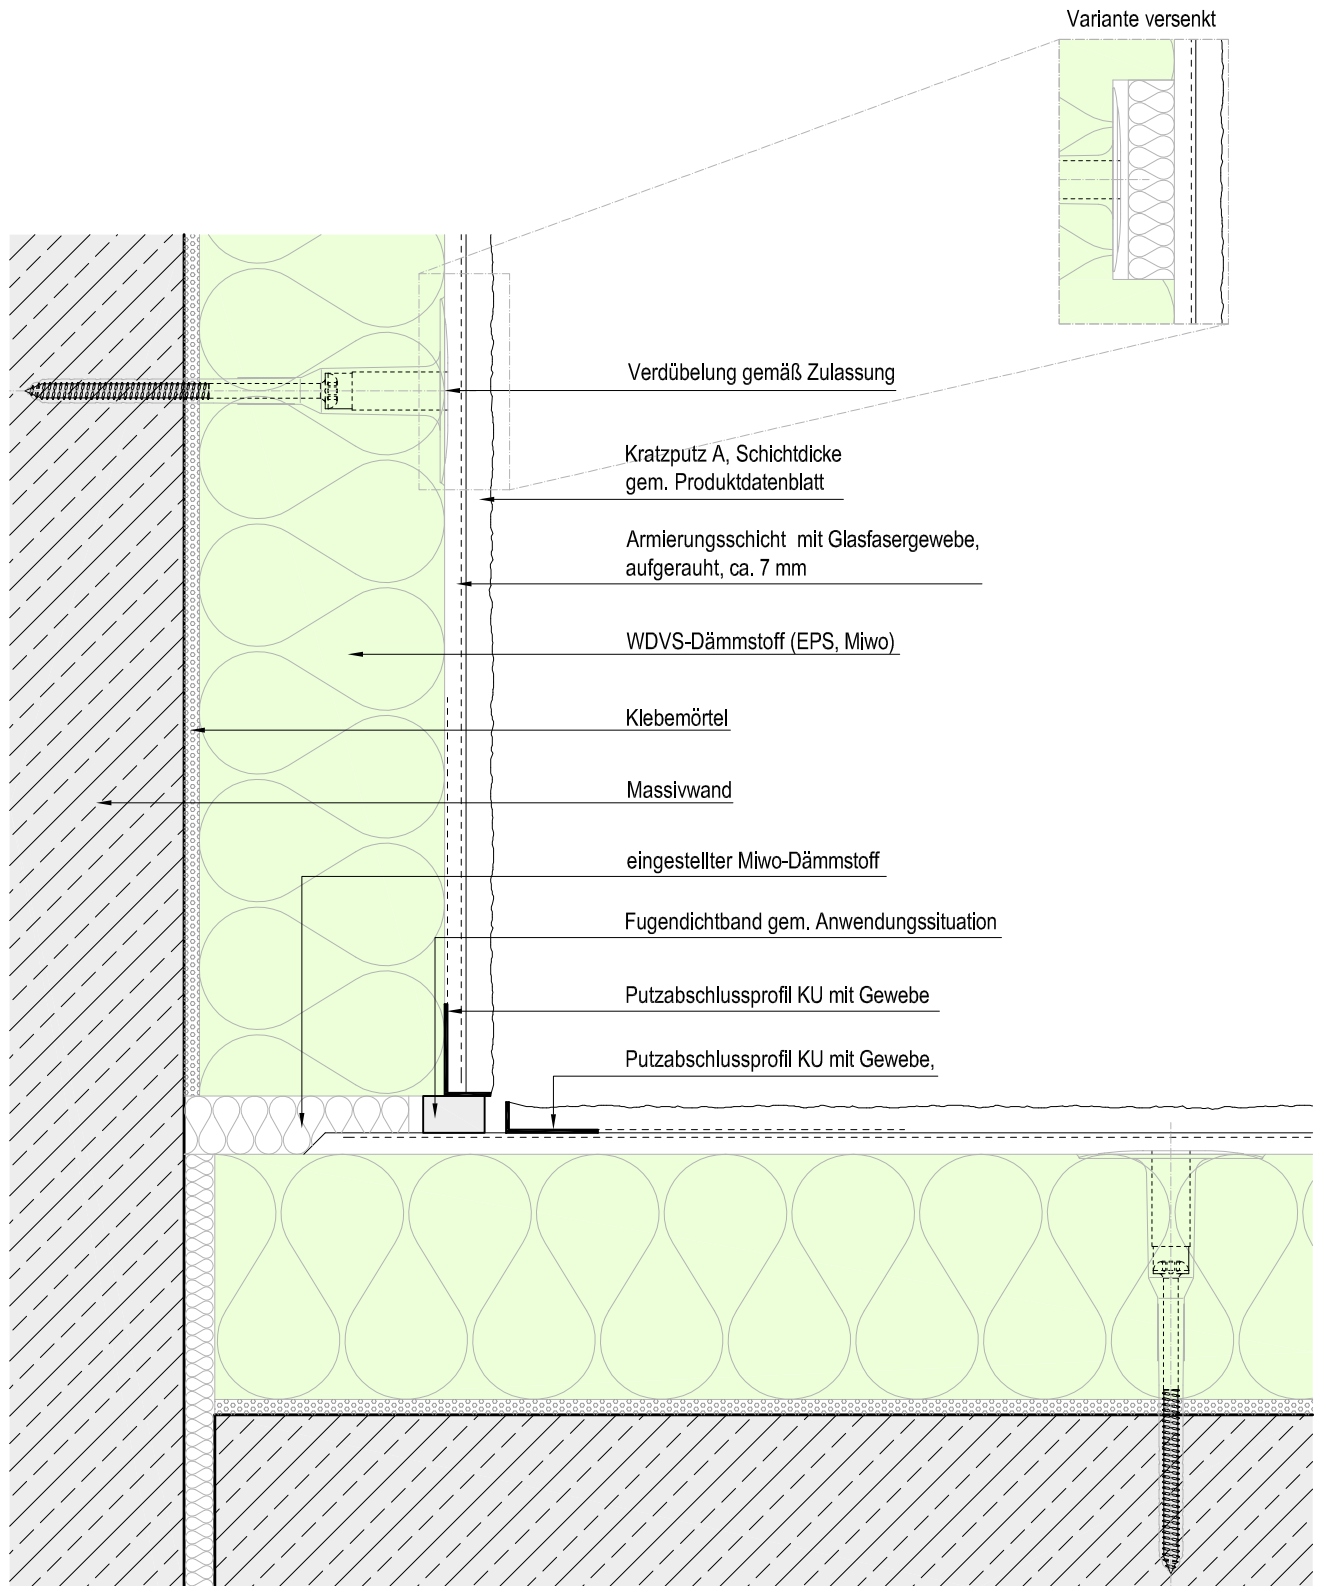 Variante versenkt
Verdübelung gemäß Zulassung
Kratzputz A, Schichtdicke
gem. Produktdatenblatt
Armierungsschicht mit Glasfasergewebe,
aufgerauht, ca. 7 mm
WDVS-Dämmstoff (EPS, Miwo)
Klebemörtel
Massivwand
eingestellter Miwo-Dämmstoff
Fugendichtband gem. Anwendungssituation
Putzabschlussprofil KU mit Gewebe
Putzabschlussprofil KU mit Gewebe,